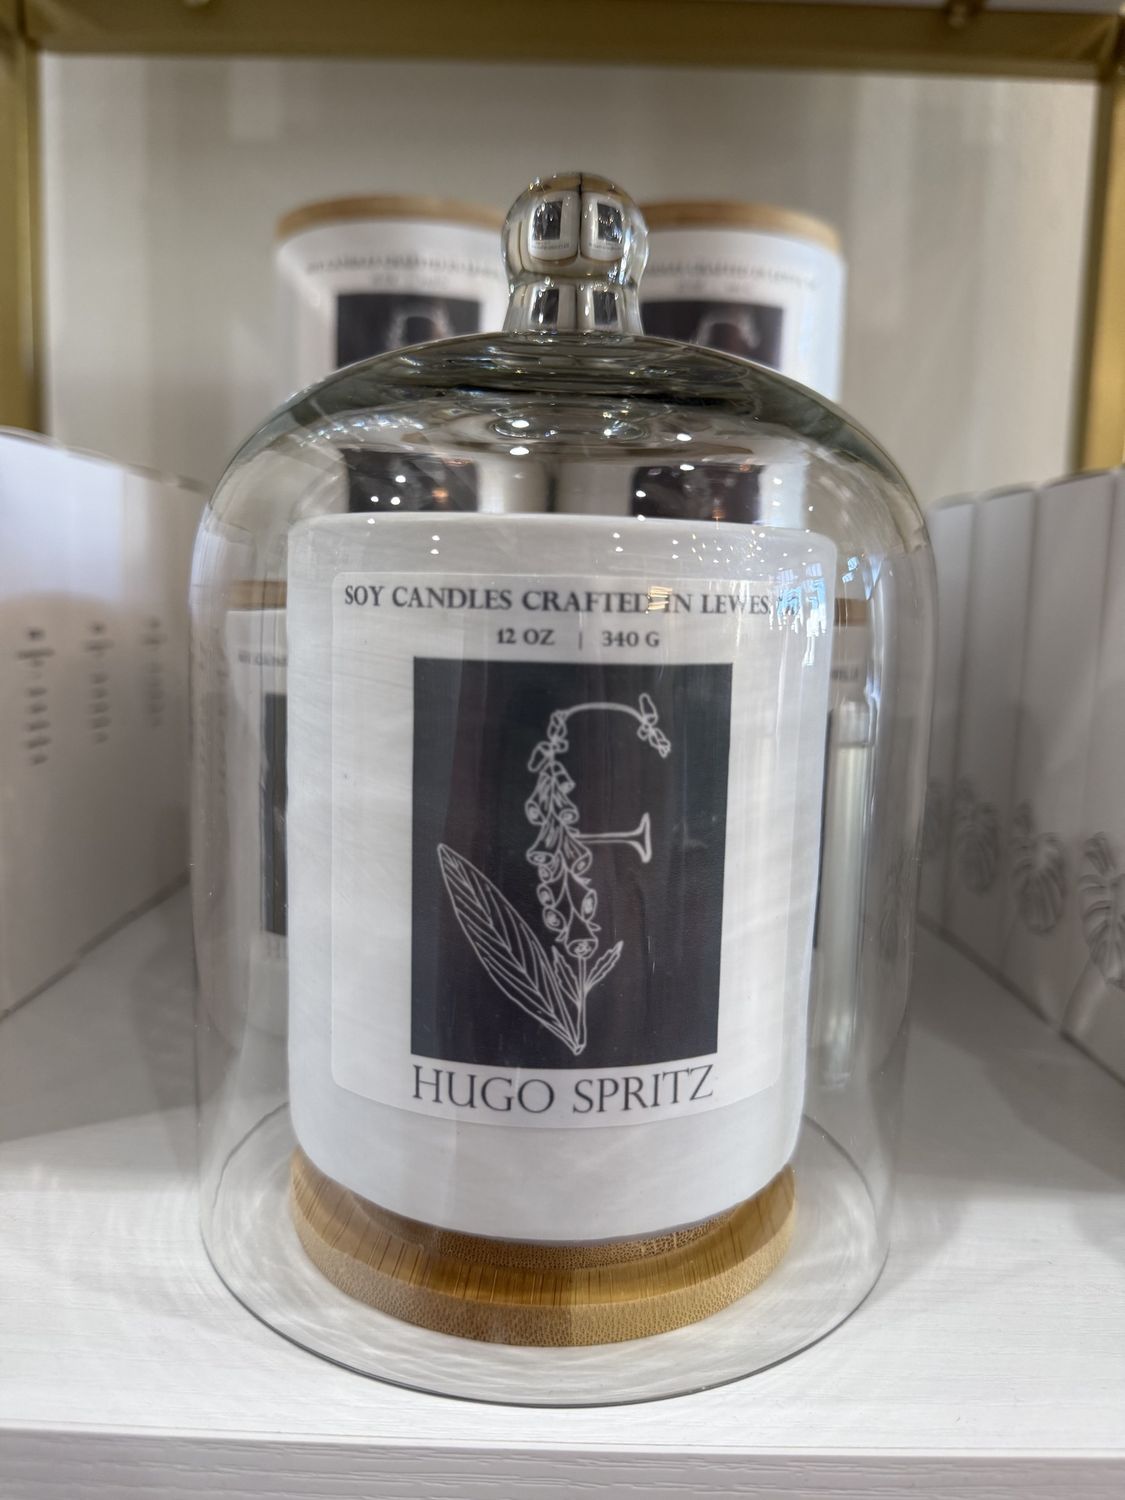 SOY CANDLES CRAFTED IN LEWES,
12 OZ | 340 G
HUGO SPRITZ